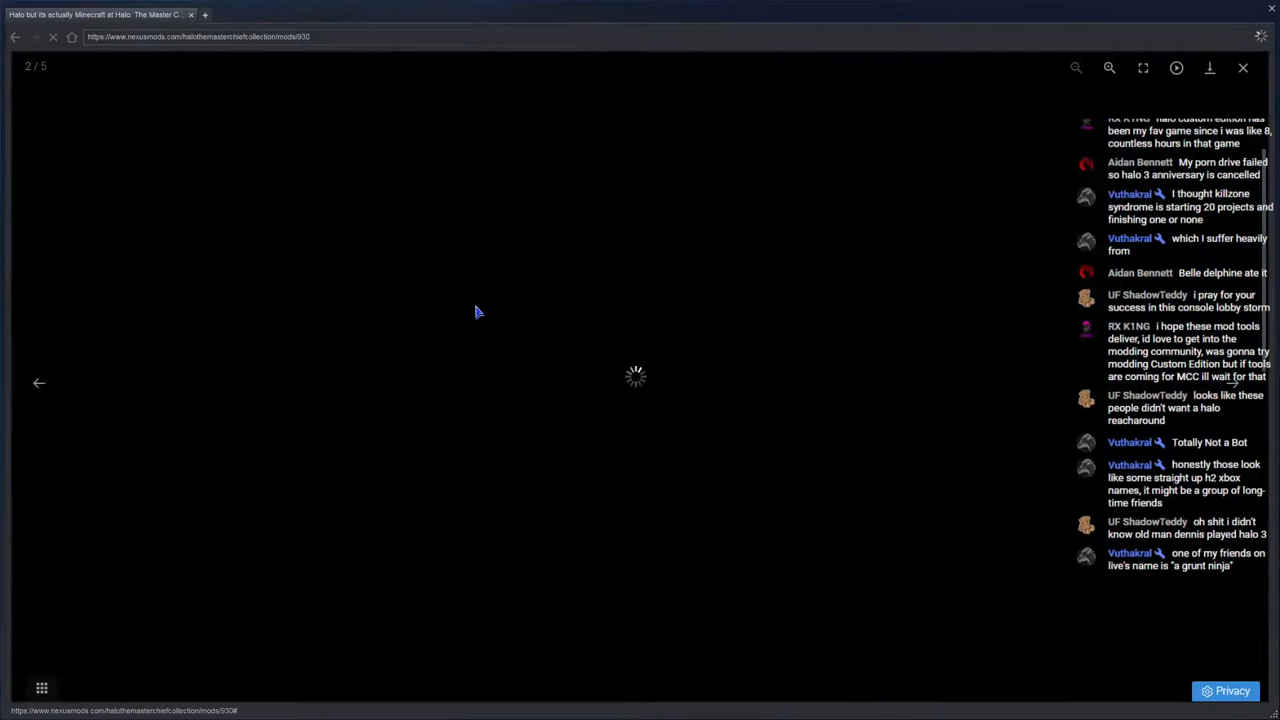 Halo but its actually Minecraft at Halo: The Master C...
https://www.nexusmods.com/halothemasterchiefcollection/mods/930
2 / 5
RX K1NG halo custom edition has
been my fav game since i was like 8,
countless hours in that game
Aidan Bennett My porn drive failed
so halo 3 anniversary is cancelled
Vuthakral I thought killzone
syndrome is starting 20 projects and
finishing one or none
Vuthakral which I suffer heavily
from
Aidan Bennett Belle delphine ate it
UF ShadowTeddy i pray for your
success in this console lobby storm
RX K1NG i hope these mod tools
deliver, id love to get into the
modding community, was gonna try
modding Custom Edition but if tools
are coming for MCC ill wait for that
UF ShadowTeddy looks like these
people didn't want a halo
reacharound
Vuthakral Totally Not a Bot
Vuthakral honestly those look
like some straight up h2 xbox
names, it might be a group of long-
time friends
UF ShadowTeddy oh shit i didn't
know old man dennis played halo 3
Vuthakral one of my friends on
live's name is "a grunt ninja"
Privacy
https://www.nexusmods.com/halothemasterchiefcollection/mods/930#